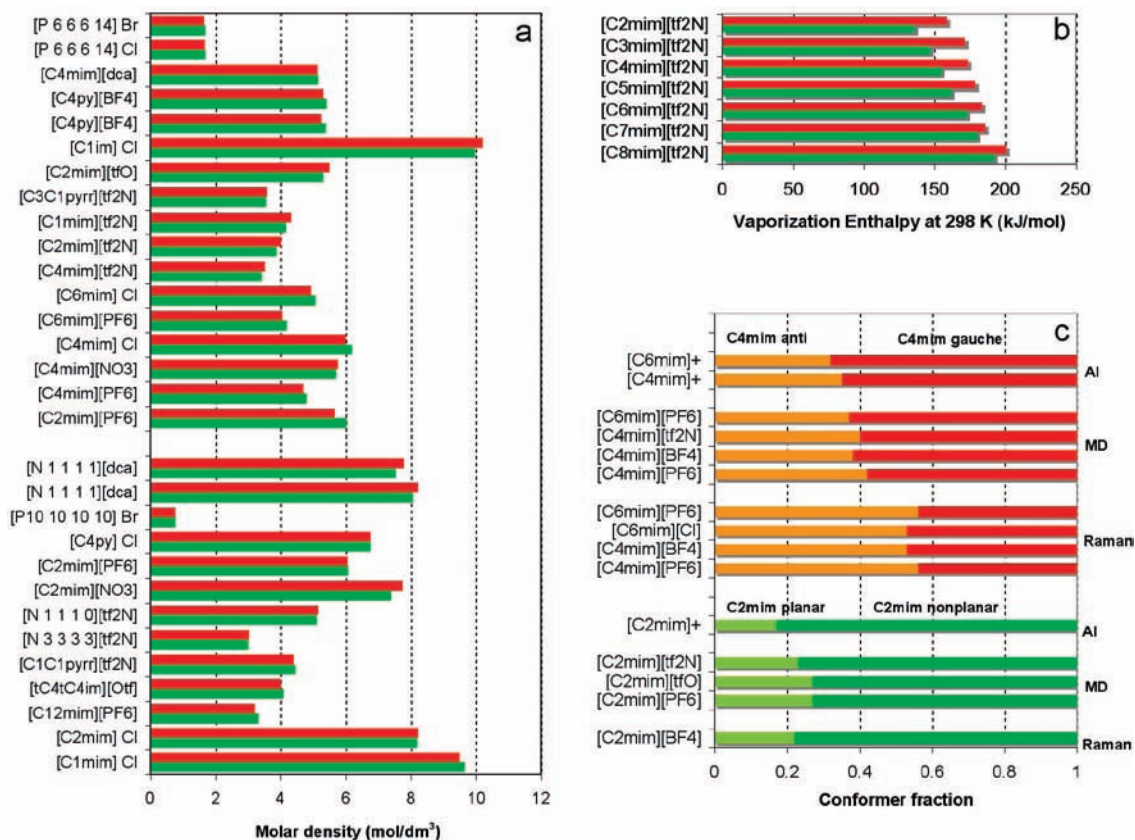 a
[P 6 6 6 14] Br
[P 6 6 6 14] Cl
[C4mim][dca]
[C4py][BF4]
[C4py][BF4]
[C1im] Cl
[C2mim][tfO]
[C3C1pyrr][tf2N]
[C1mim][tf2N]
[C2mim][tf2N]
[C4mim][tf2N]
[C6mim] Cl
[C6mim][PF6]
[C4mim] Cl
[C4mim][NO3]
[C4mim][PF6]
[C2mim][PF6]
[N 1 1 1 1][dca]
[N 1 1 1 1][dca]
[P10 10 10 10] Br
[C4py] Cl
[C2mim][PF6]
[C2mim][NO3]
[N 1 1 1 0][tf2N]
[N 3 3 3 3][tf2N]
[C1C1pyrr][tf2N]
[tC4tC4im][Otf]
[C12mim][PF6]
[C2mim] Cl
[C1mim] Cl
0 2 4 6 8 10 12
Molar density (mol/dm³)
b
[C2mim][tf2N]
[C3mim][tf2N]
[C4mim][tf2N]
[C5mim][tf2N]
[C6mim][tf2N]
[C7mim][tf2N]
[C8mim][tf2N]
0 50 100 150 200 250
Vaporization Enthalpy at 298 K (kJ/mol)
c
C4mim anti C4mim gauche
[C6mim]+
[C4mim]+
AI
[C6mim][PF6]
[C4mim][tf2N]
[C4mim][BF4]
[C4mim][PF6]
MD
[C6mim][PF6]
[C6mim][Cl]
[C4mim][BF4]
[C4mim][PF6]
Raman
C2mim planar C2mim nonplanar
[C2mim]+
AI
[C2mim][tf2N]
[C2mim][tfO]
[C2mim][PF6]
MD
[C2mim][BF4]
Raman
0 0.2 0.4 0.6 0.8 1
Conformer fraction